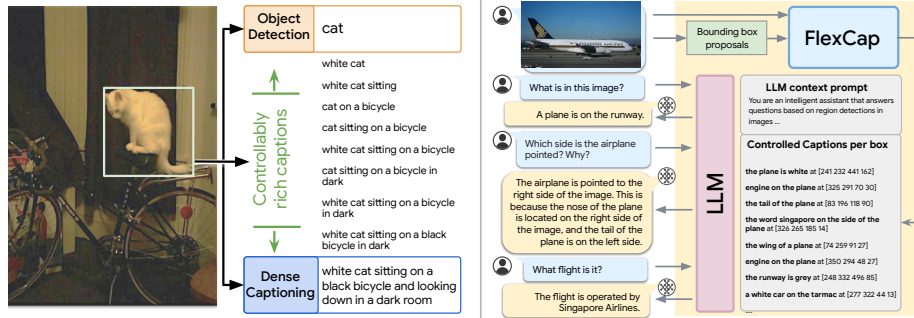 Object
Detection
cat
white cat
white cat sitting
cat on a bicycle
cat sitting on a bicycle
white cat sitting on a bicycle
cat sitting on a bicycle in
dark
white cat sitting on a bicycle
in dark
white cat sitting on a black
bicycle in dark
Controllably
rich captions
Dense
Captioning
white cat sitting on a
black bicycle and looking
down in a dark room
SINGAPORE AIRLINES
Bounding box
proposals
FlexCap
What is in this image?
A plane is on the runway.
Which side is the airplane
pointed? Why?
The airplane is pointed to the
right side of the image. This is
because the nose of the plane
is located on the right side of
the image, and the tail of the
plane is on the left side.
What flight is it?
The flight is operated by
Singapore Airlines.
LLM
LLM context prompt
You are an intelligent assistant that answers
questions based on region detections in
images ...
Controlled Captions per box
the plane is white at [241 232 441 162]
engine on the plane at [325 291 70 30]
the tail of the plane at [83 196 118 90]
the word singapore on the side of the
plane at [326 265 185 14]
the wing of a plane at [74 259 91 27]
engine on the plane at [350 294 48 27]
the runway is grey at [248 332 496 85]
a white car on the tarmac at [277 322 44 13]
...